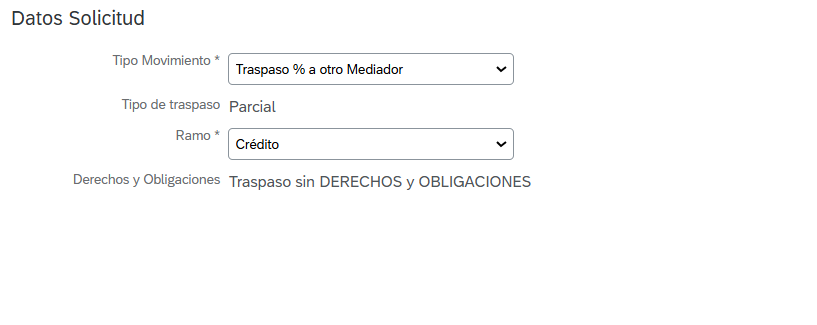 Datos Solicitud
Tipo Movimiento * Traspaso % a otro Mediador
Tipo de traspaso Parcial
Ramo * Crédito
Derechos y Obligaciones Traspaso sin DERECHOS y OBLIGACIONES